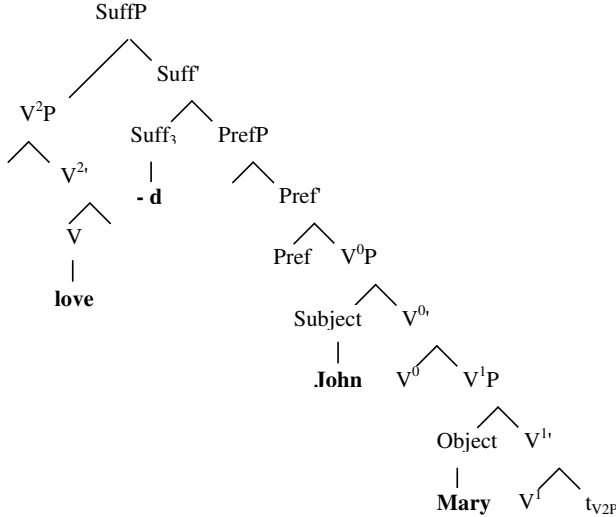 SuffP
Suff'
V²P
Suff₃ PrefP
V²'
- d Pref'
V
Pref V⁰P
love
Subject V⁰'
John V⁰ V¹P
Object V¹'
Mary V¹ t_V2P